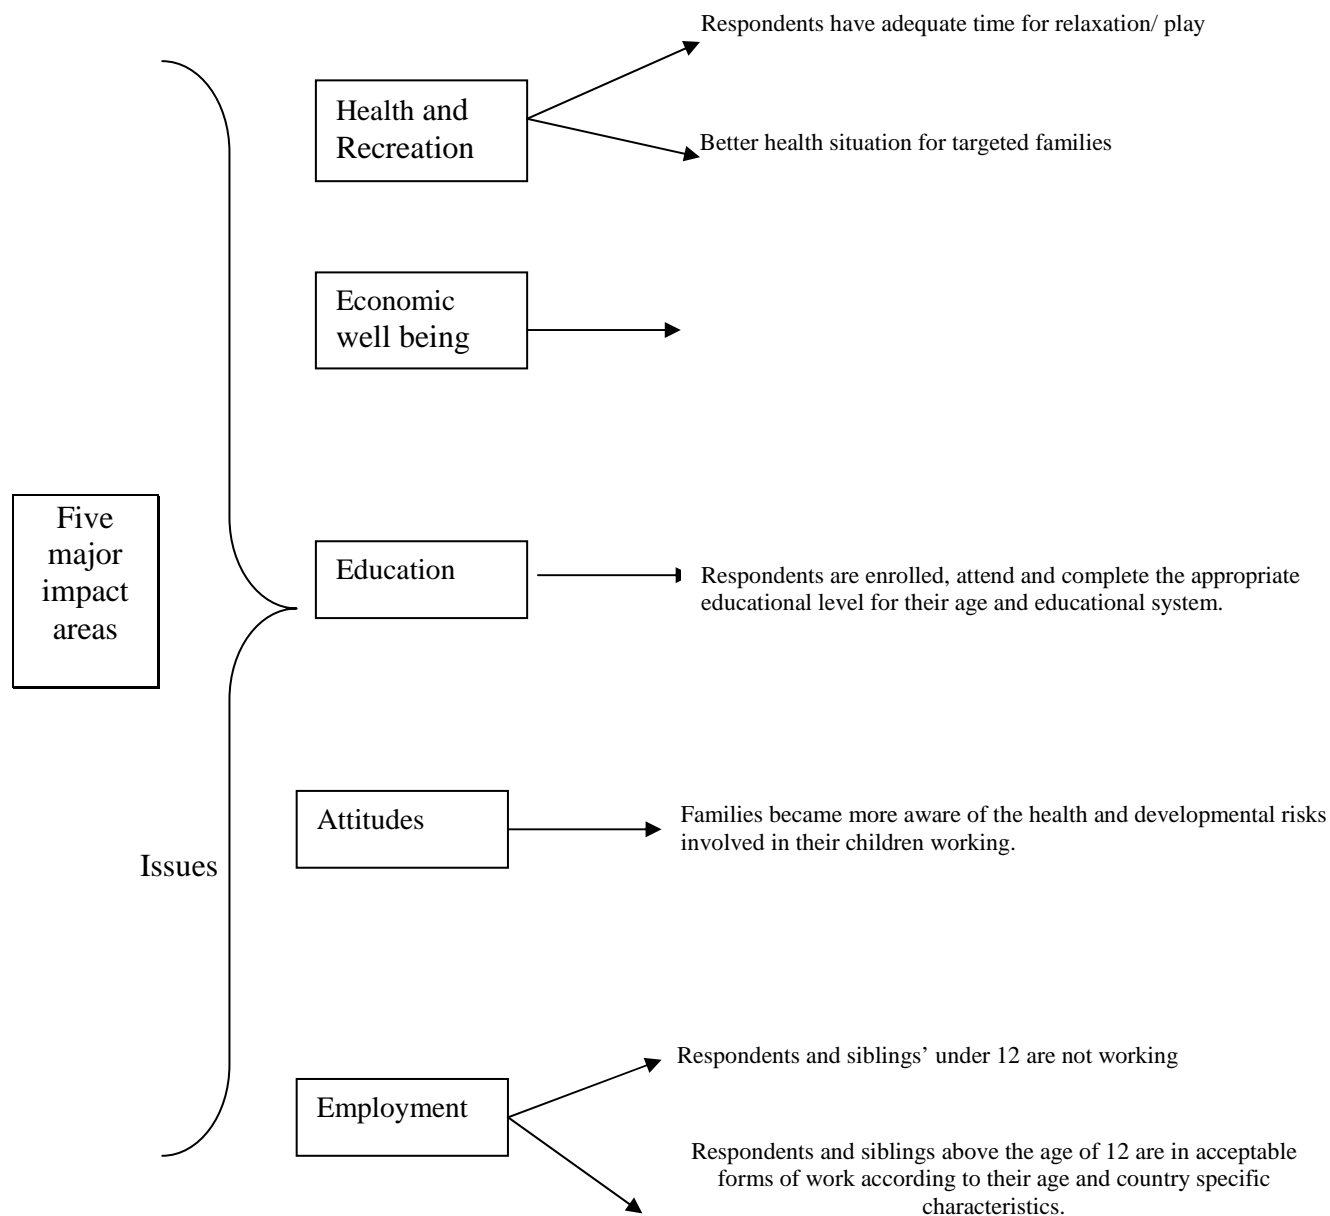 Five
major
impact
areas
Issues
Health and
Recreation
Respondents have adequate time for relaxation/ play
Better health situation for targeted families
Economic
well being
Education
Respondents are enrolled, attend and complete the appropriate
educational level for their age and educational system.
Attitudes
Families became more aware of the health and developmental risks
involved in their children working.
Employment
Respondents and siblings’ under 12 are not working
Respondents and siblings above the age of 12 are in acceptable
forms of work according to their age and country specific
characteristics.